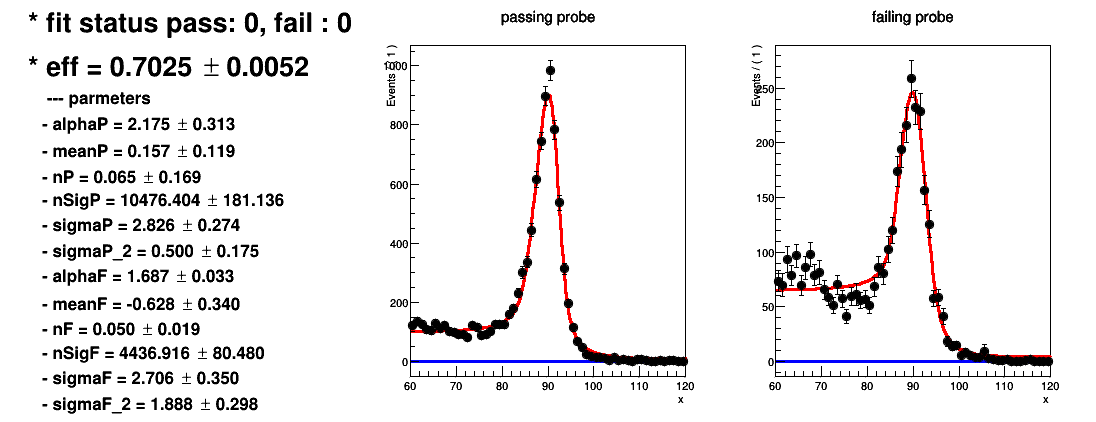 * fit status pass: 0, fail : 0
* eff = 0.7025 ± 0.0052
--- parmeters
- alphaP = 2.175 ± 0.313
- meanP = 0.157 ± 0.119
- nP = 0.065 ± 0.169
- nSigP = 10476.404 ± 181.136
- sigmaP = 2.826 ± 0.274
- sigmaP_2 = 0.500 ± 0.175
- alphaF = 1.687 ± 0.033
- meanF = -0.628 ± 0.340
- nF = 0.050 ± 0.019
- nSigF = 4436.916 ± 80.480
- sigmaF = 2.706 ± 0.350
- sigmaF_2 = 1.888 ± 0.298
passing probe
Events / ( 1 )
1000
800
600
400
200
0
60 70 80 90 100 110 120
x
failing probe
Events / ( 1 )
250
200
150
100
50
0
60 70 80 90 100 110 120
x